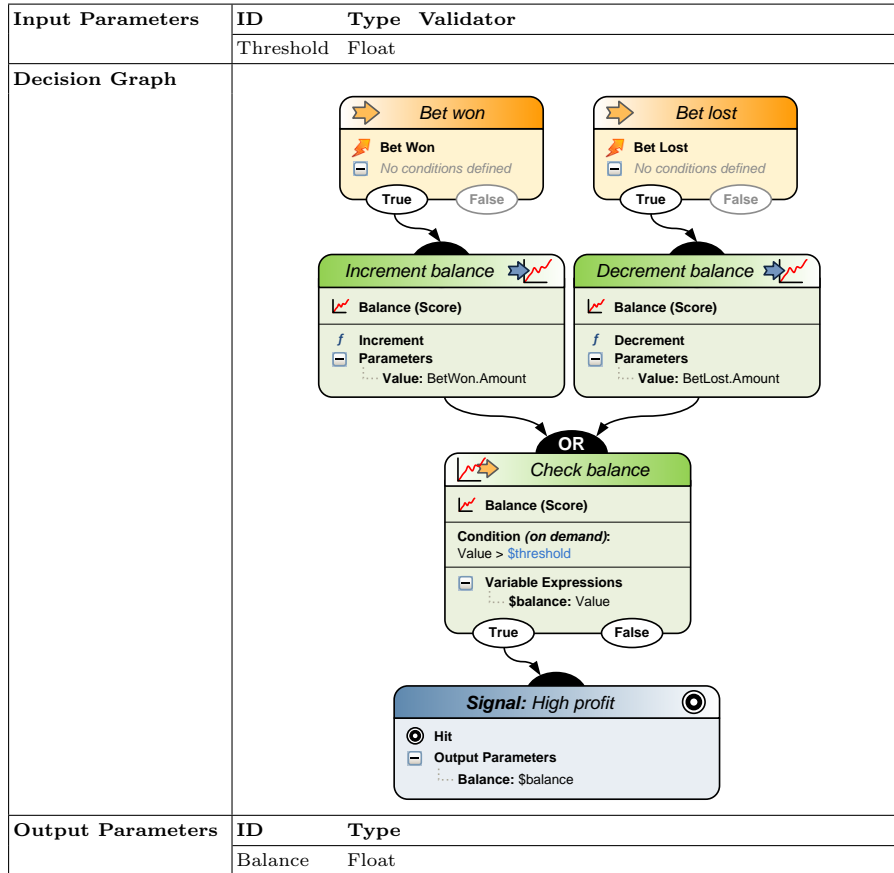 Input Parameters ID Type Validator
Threshold Float
Decision Graph
Bet won Bet lost
Bet Won Bet Lost
No conditions defined No conditions defined
True False True False
Increment balance Decrement balance
Balance (Score) Balance (Score)
f Increment f Decrement
Parameters Parameters
Value: BetWon.Amount Value: BetLost.Amount
OR
Check balance
Balance (Score)
Condition (on demand):
Value > $threshold
Variable Expressions
$balance: Value
True False
Signal: High profit
Hit
Output Parameters
Balance: $balance
Output Parameters ID Type
Balance Float